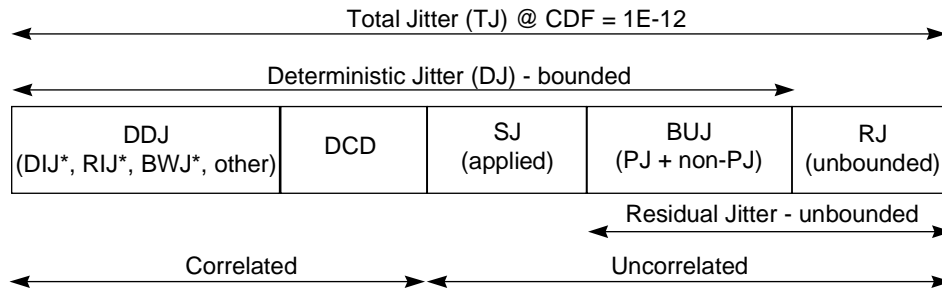 Total Jitter (TJ) @ CDF = 1E-12
Deterministic Jitter (DJ) - bounded
DDJ
(DIJ*, RIJ*, BWJ*, other)
DCD
SJ
(applied)
BUJ
(PJ + non-PJ)
RJ
(unbounded)
Residual Jitter - unbounded
Correlated
Uncorrelated